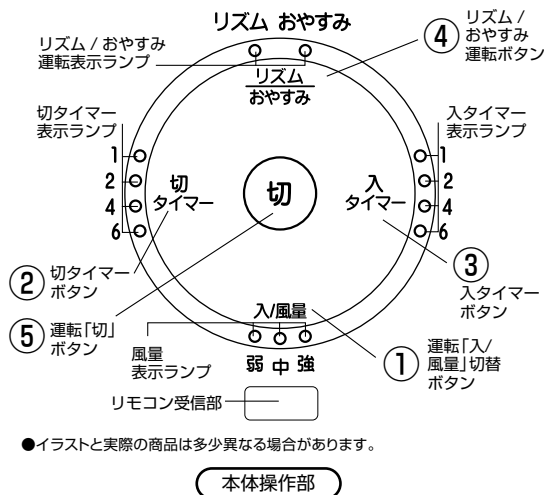 リズム おやすみ
リズム / おやすみ
運転表示ランプ
④ リズム /
おやすみ
運転ボタン
リズム
おやすみ
切タイマー
表示ランプ
1
2
4
6
入タイマー
表示ランプ
1
2
4
6
切
タイマー
切
入
タイマー
② 切タイマー
ボタン
③
入タイマー
ボタン
⑤ 運転「切」
ボタン
入/風量
風量
表示ランプ
弱 中 強
① 運転「入/
風量」切替
ボタン
リモコン受信部
●イラストと実際の商品は多少異なる場合があります。
本体操作部